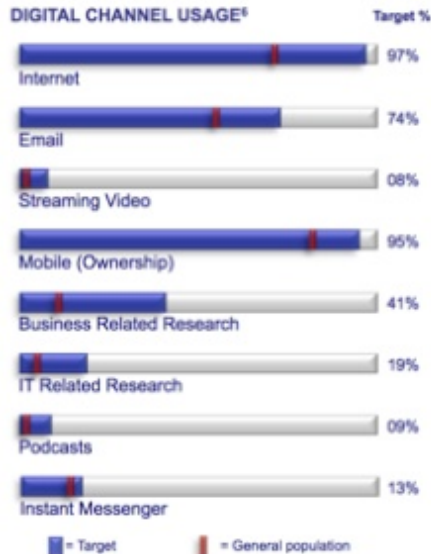 DIGITAL CHANNEL USAGE⁶ Target %
97%
Internet
74%
Email
08%
Streaming Video
95%
Mobile (Ownership)
41%
Business Related Research
19%
IT Related Research
09%
Podcasts
13%
Instant Messenger
= Target = General population